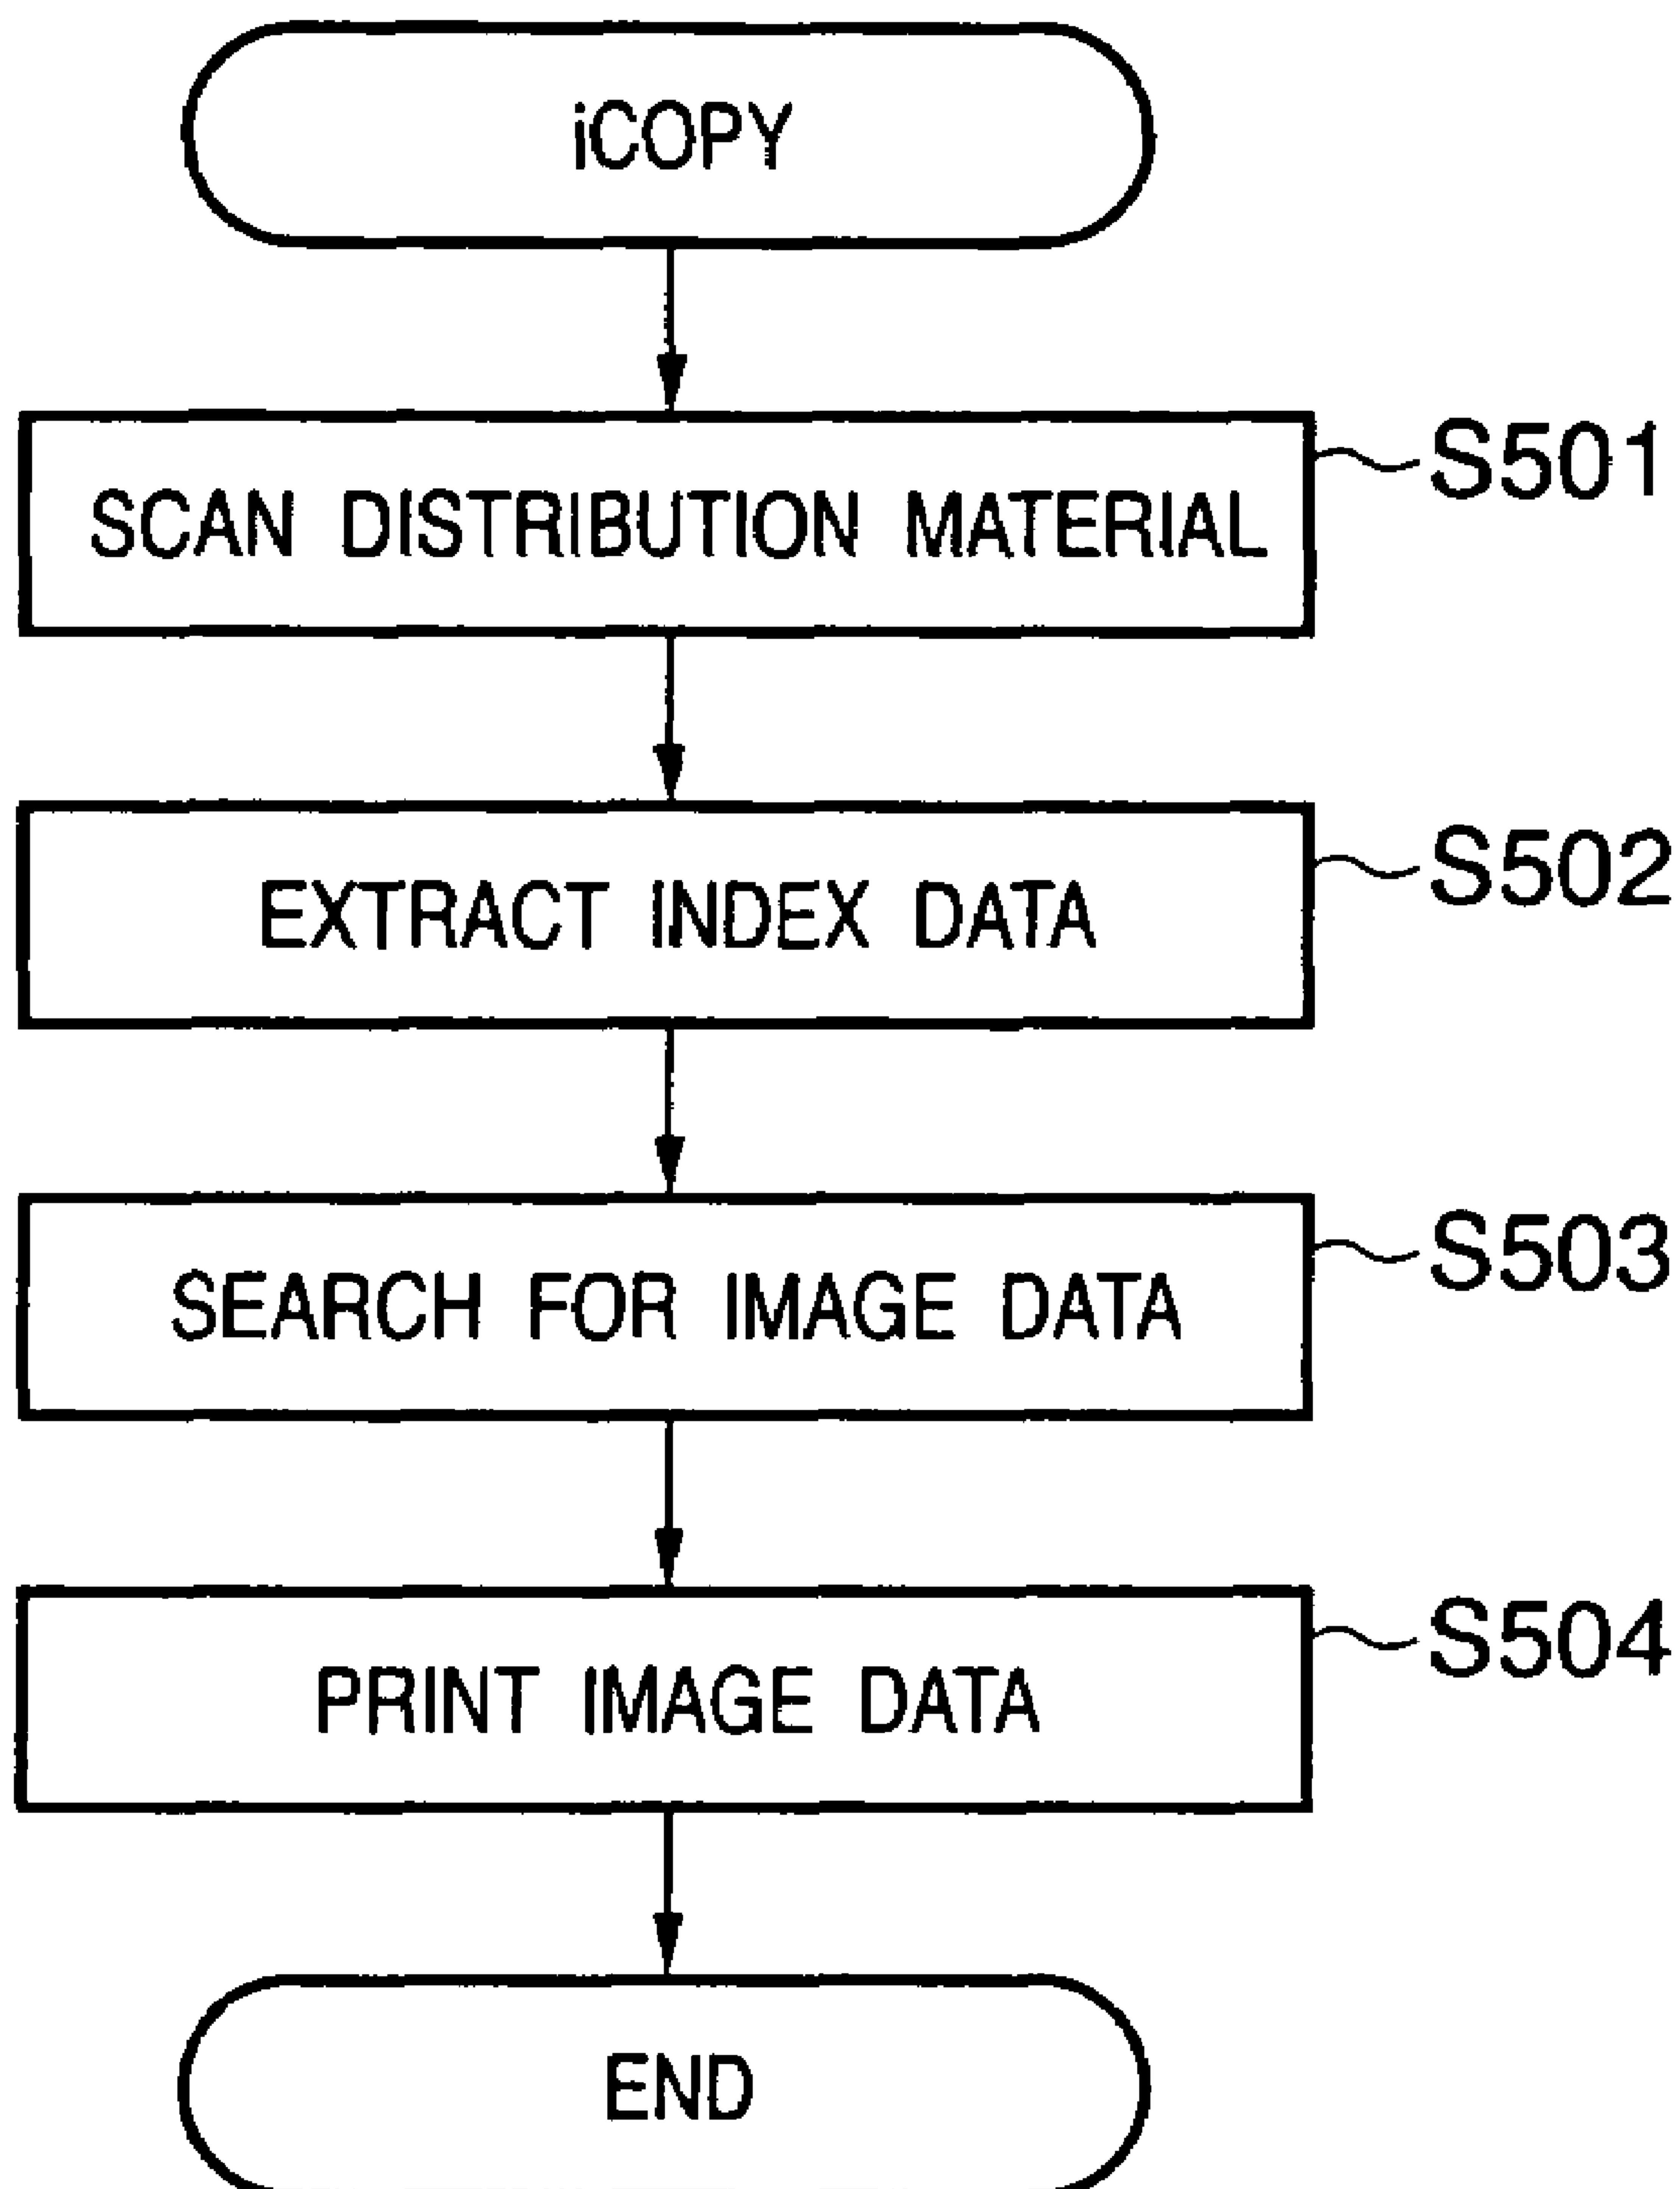 iCOPY
SCAN DISTRIBUTION MATERIAL
S501
EXTRACT INDEX DATA
S502
SEARCH FOR IMAGE DATA
S503
PRINT IMAGE DATA
S504
END